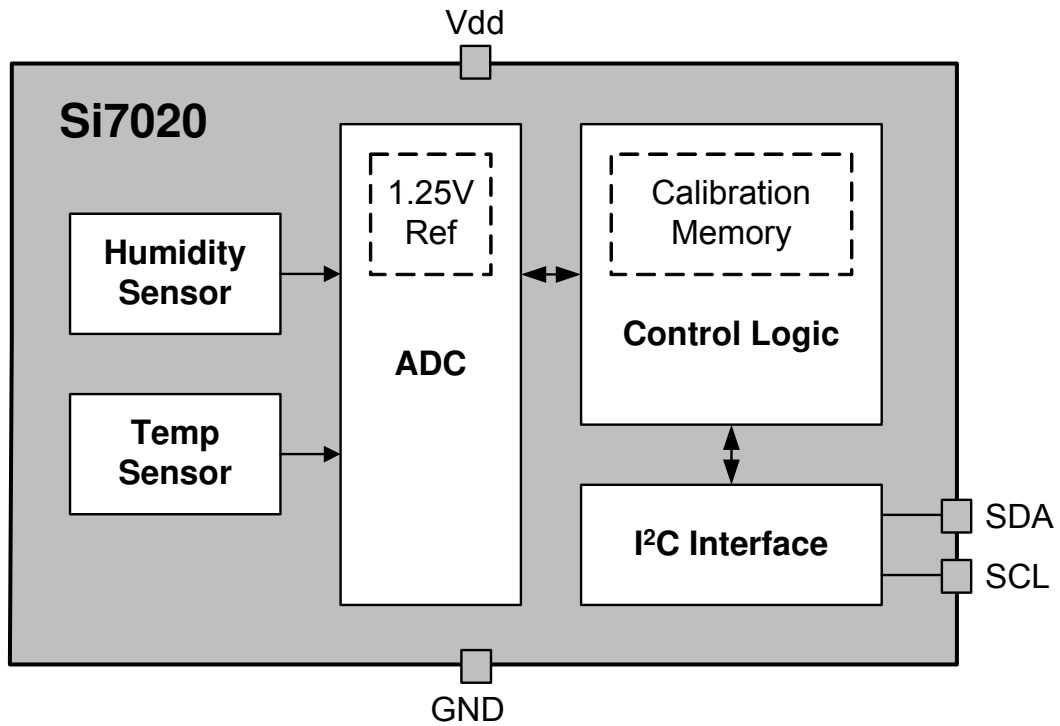 Vdd
Si7020
1.25V
Ref
Calibration
Memory
Humidity
Sensor
Control Logic
ADC
Temp
Sensor
I²C Interface
SDA
SCL
GND